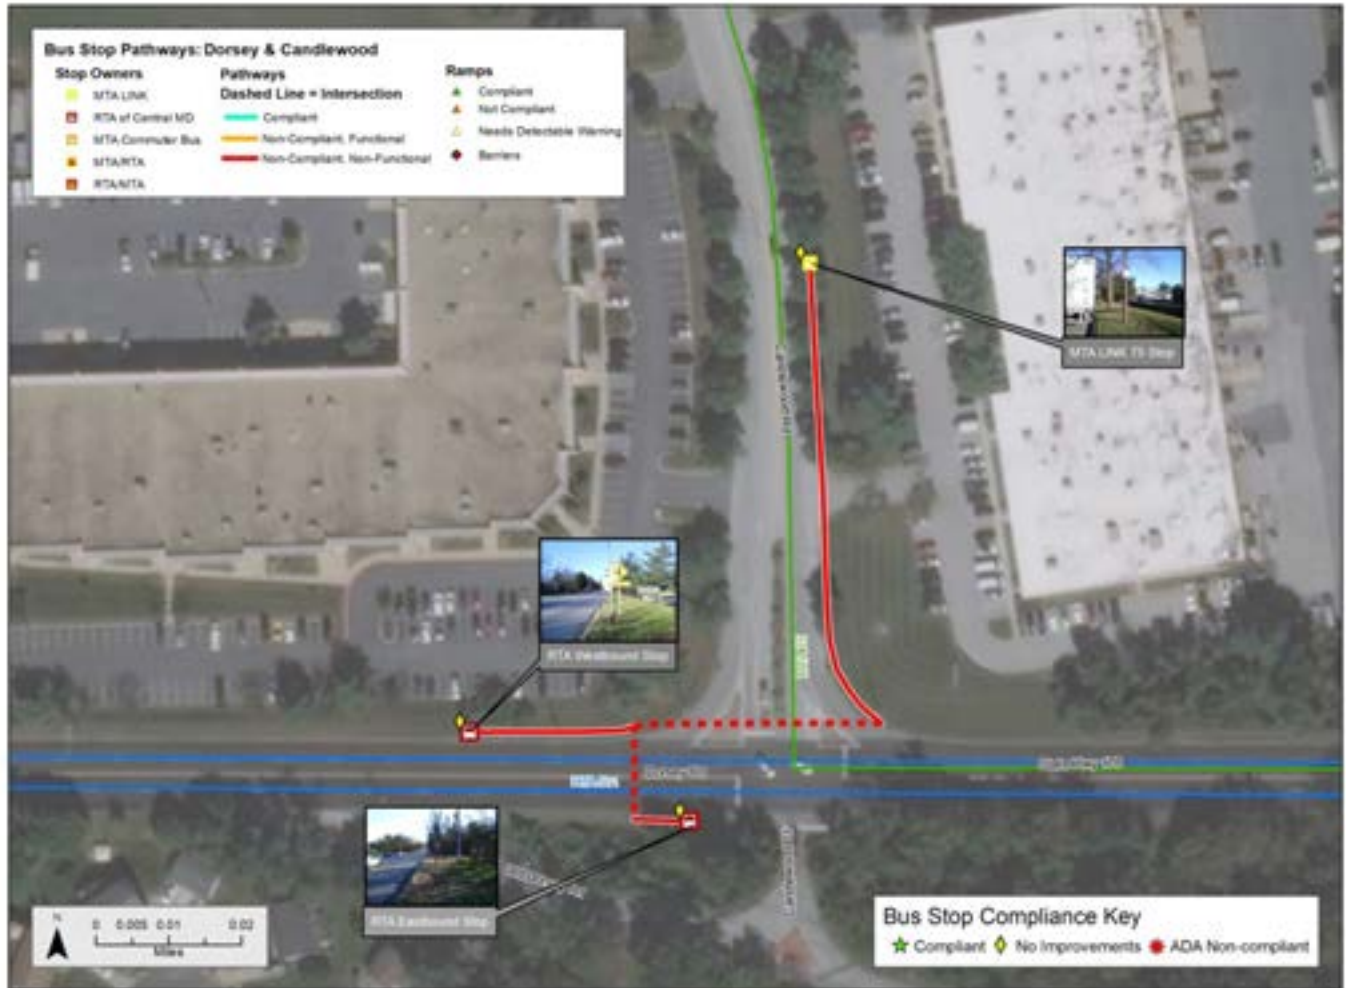 Bus Stop Pathways: Dorsey & Candlewood
Stop Owners
MTA LINK
RTA of Central MD
MTA Commuter Bus
MTA/RTA
RTA/MTA
Pathways
Dashed Line = Intersection
Compliant
Non-Compliant, Functional
Non-Compliant, Non-Functional
Ramps
Compliant
Not Compliant
Needs Detectable Warning
Barriers
MTA LINK 75 Stop
RTA Westbound Stop
RTA Eastbound Stop
N
0 0.005 0.01 0.02
Miles
Bus Stop Compliance Key
Compliant No Improvements ADA Non-compliant